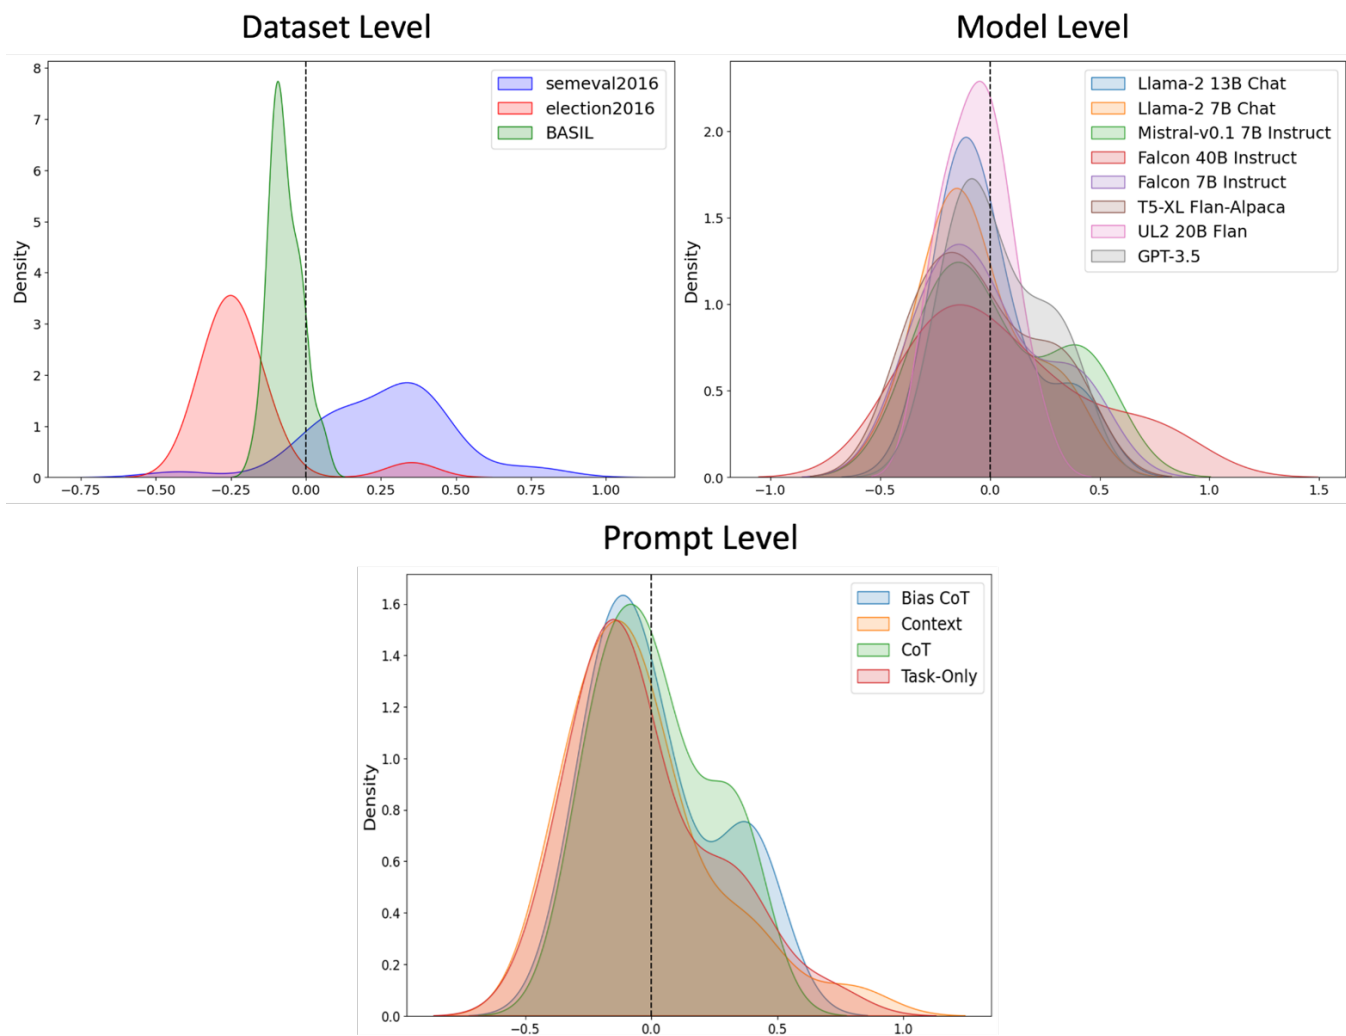 Dataset Level
Model Level
8
7
6
5
4
3
2
1
0
Density
−0.75
−0.50
−0.25
0.00
0.25
0.50
0.75
1.00
semeval2016
election2016
BASIL
2.0
1.5
1.0
0.5
0.0
Density
−1.0
−0.5
0.0
0.5
1.0
1.5
Llama-2 13B Chat
Llama-2 7B Chat
Mistral-v0.1 7B Instruct
Falcon 40B Instruct
Falcon 7B Instruct
T5-XL Flan-Alpaca
UL2 20B Flan
GPT-3.5
Prompt Level
1.6
1.4
1.2
1.0
0.8
0.6
0.4
0.2
0.0
Density
−0.5
0.0
0.5
1.0
Bias CoT
Context
CoT
Task-Only